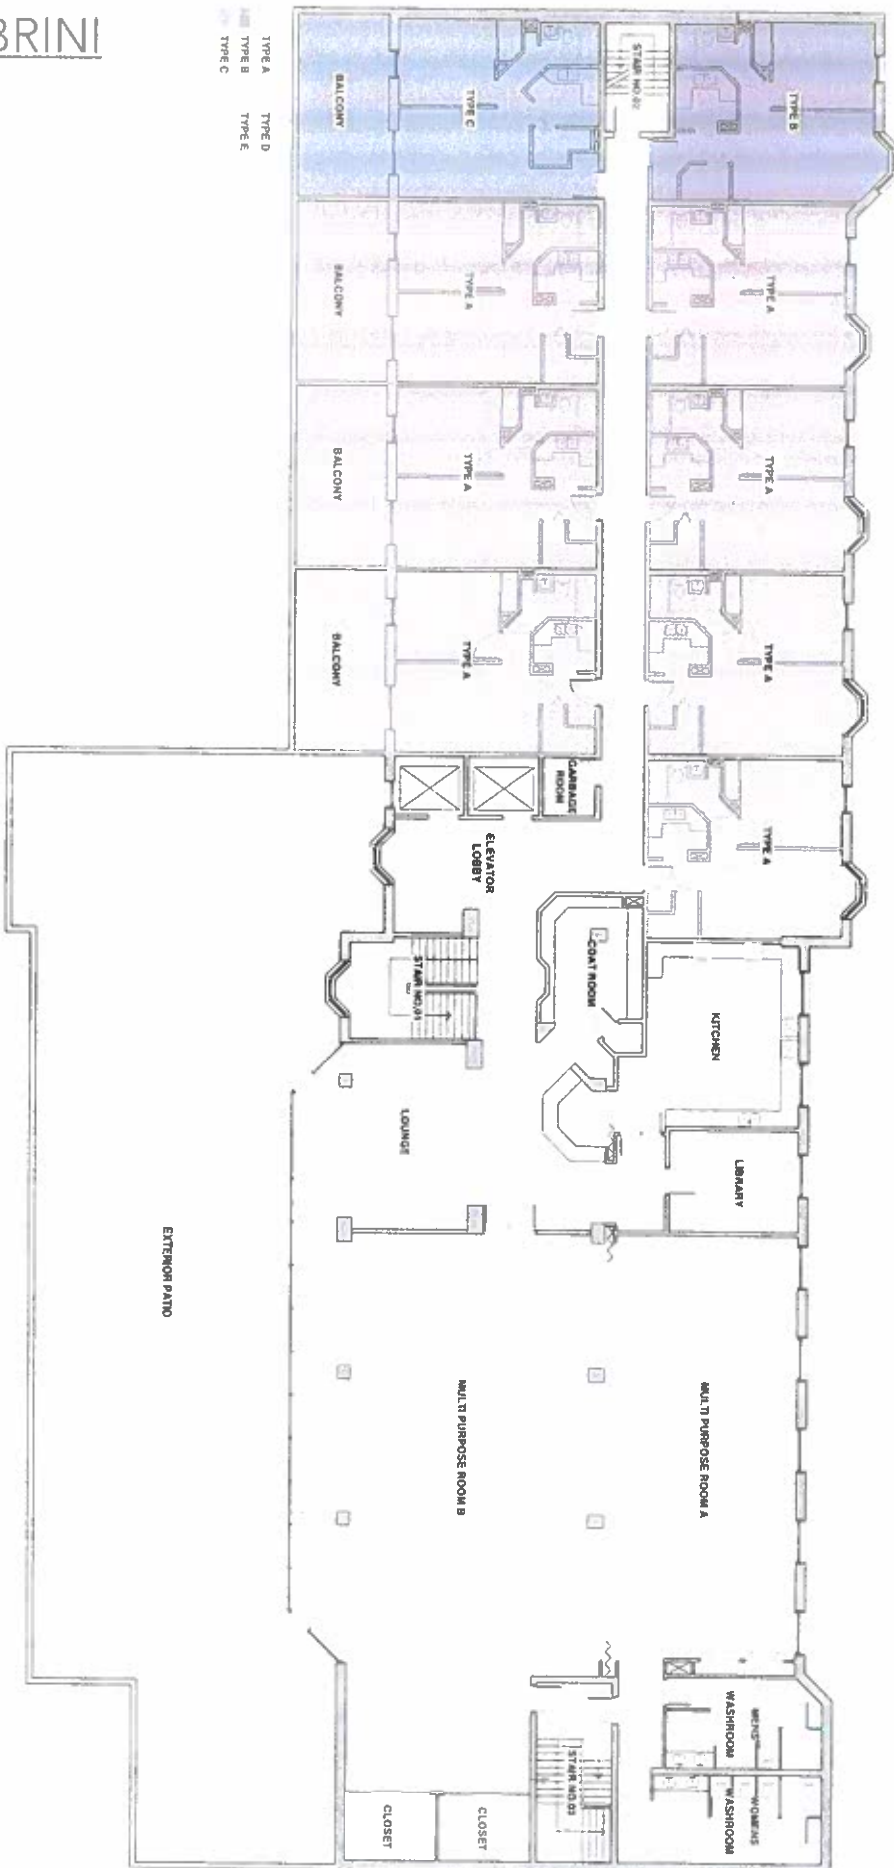 BRINI
TYPE A
TYPE B
TYPE C
TYPE D
TYPE E
BALCONY
TYPE C
STAIR NO.02
TYPE B
BALCONY
TYPE A
TYPE A
BALCONY
TYPE A
TYPE A
BALCONY
TYPE A
TYPE A
GARBAGE
ROOM
TYPE A
ELEVATOR
LOBBY
STAIR NO.01
COAT ROOM
KITCHEN
LOUNGE
LIBRARY
EXTERIOR PATIO
MULTI PURPOSE ROOM B
MULTI PURPOSE ROOM A
MENS
WASHROOM
WOMENS
WASHROOM
STAIR NO.03
CLOSET
CLOSET